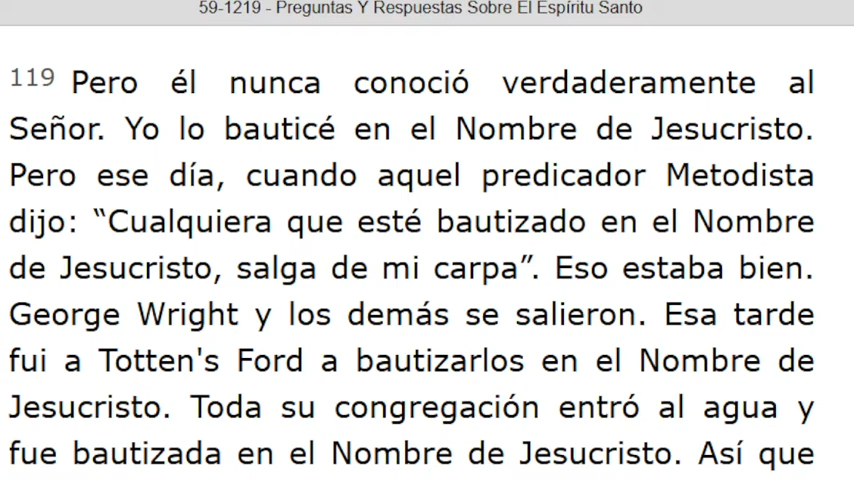 59-1219 - Preguntas Y Respuestas Sobre El Espíritu Santo
119 Pero él nunca conoció verdaderamente al
Señor. Yo lo bauticé en el Nombre de Jesucristo.
Pero ese día, cuando aquel predicador Metodista
dijo: “Cualquiera que esté bautizado en el Nombre
de Jesucristo, salga de mi carpa”. Eso estaba bien.
George Wright y los demás se salieron. Esa tarde
fui a Totten's Ford a bautizarlos en el Nombre de
Jesucristo. Toda su congregación entró al agua y
fue bautizada en el Nombre de Jesucristo. Así que